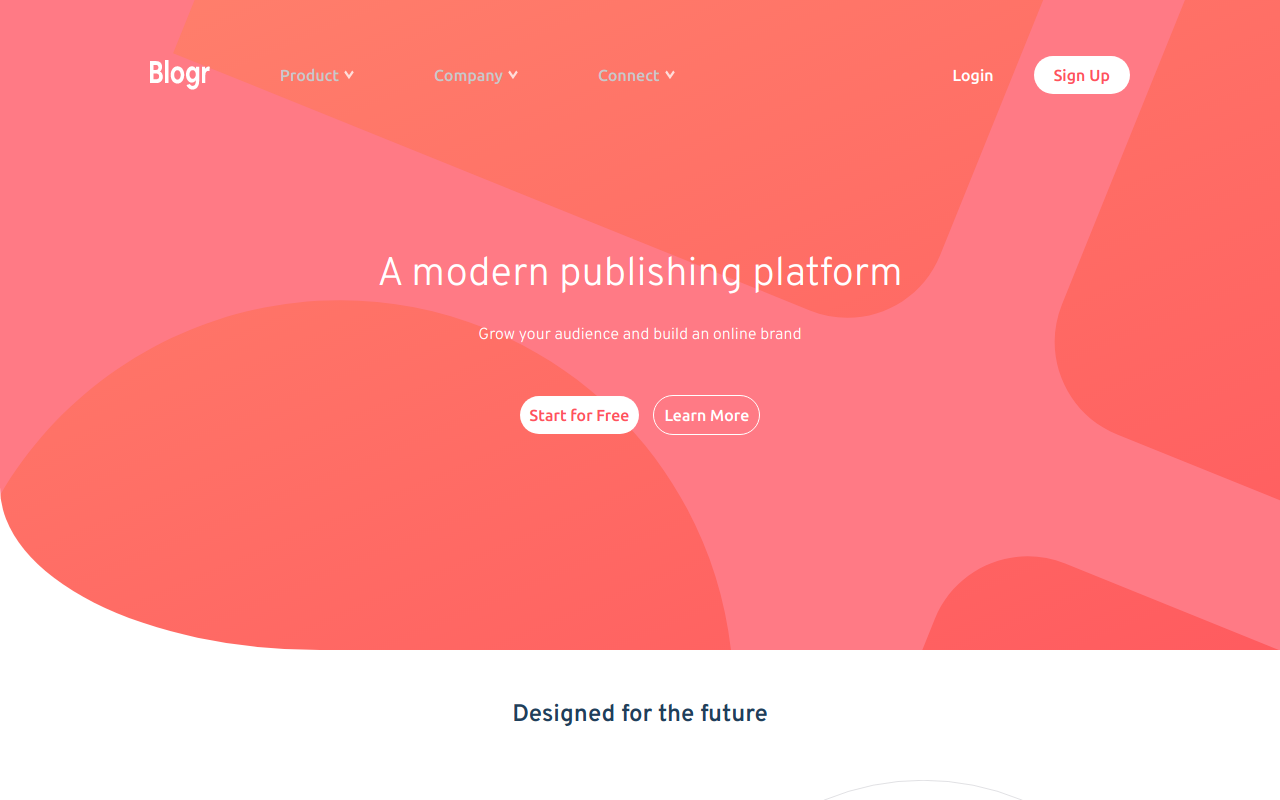 Blogr Product Company Connect Login Sign Up
A modern publishing platform
Grow your audience and build an online brand
Start for Free Learn More
Designed for the future